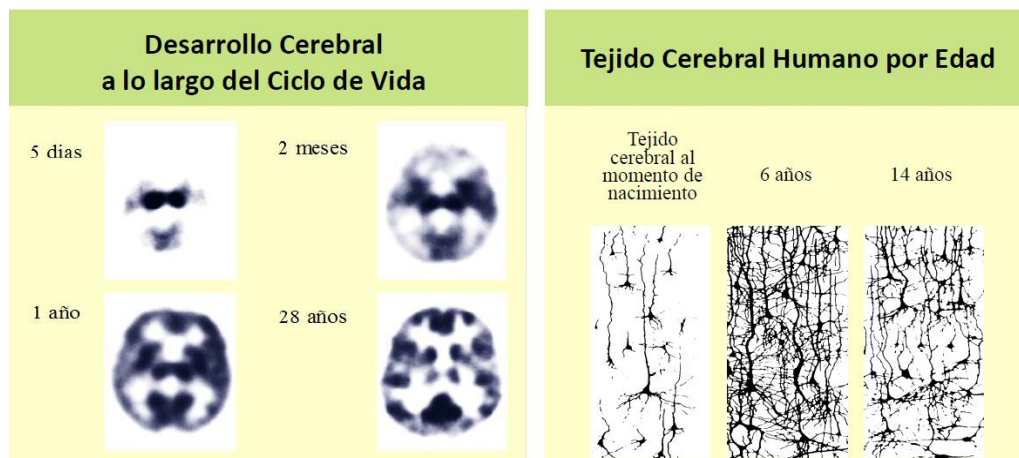 Desarrollo Cerebral
a lo largo del Ciclo de Vida
5 dias
2 meses
1 año
28 años
Tejido Cerebral Humano por Edad
Tejido
cerebral al
momento de
nacimiento
6 años
14 años